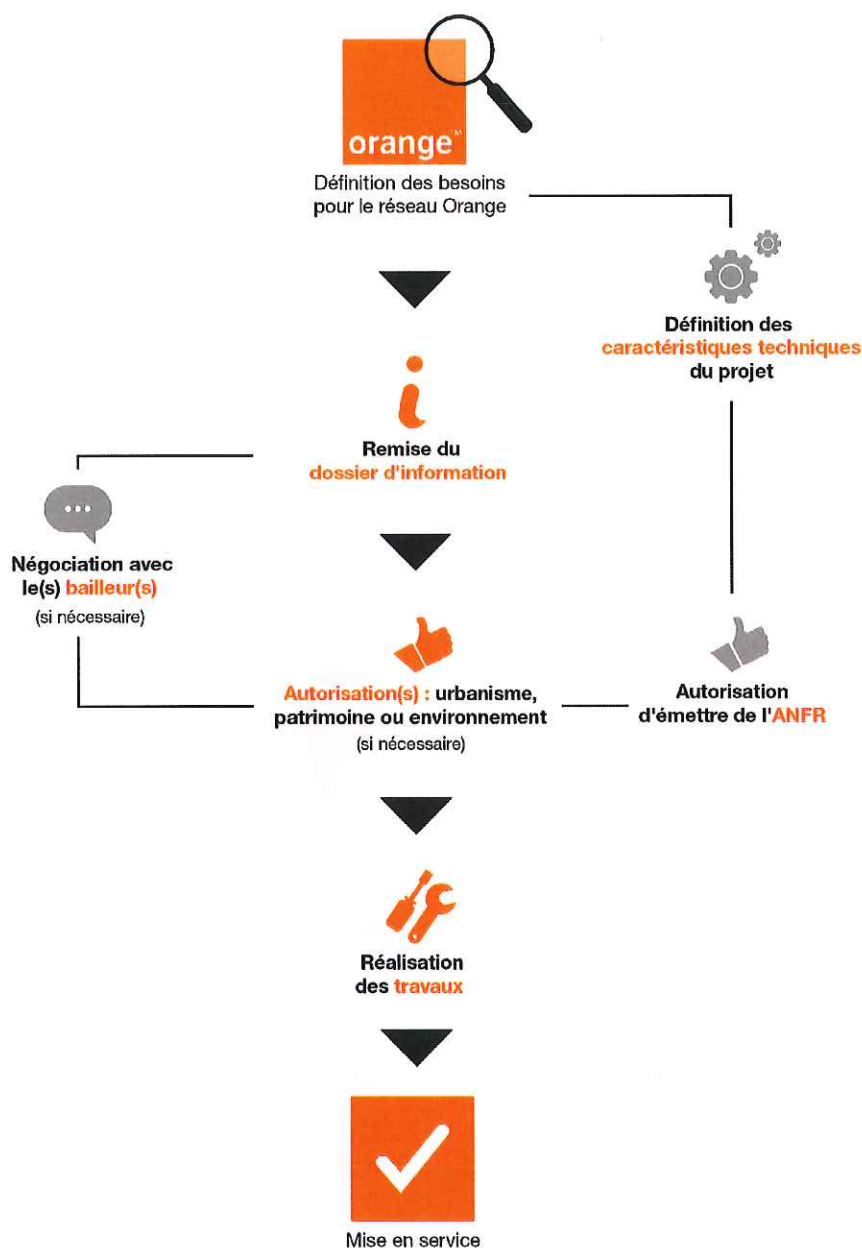 orange™
Définition des besoins
pour le réseau Orange
Définition des
caractéristiques techniques
du projet
Remise du
dossier d'information
Négociation avec
le(s) bailleur(s)
(si nécessaire)
Autorisation(s) : urbanisme,
patrimoine ou environnement
(si nécessaire)
Autorisation
d'émettre de l'ANFR
Réalisation
des travaux
Mise en service